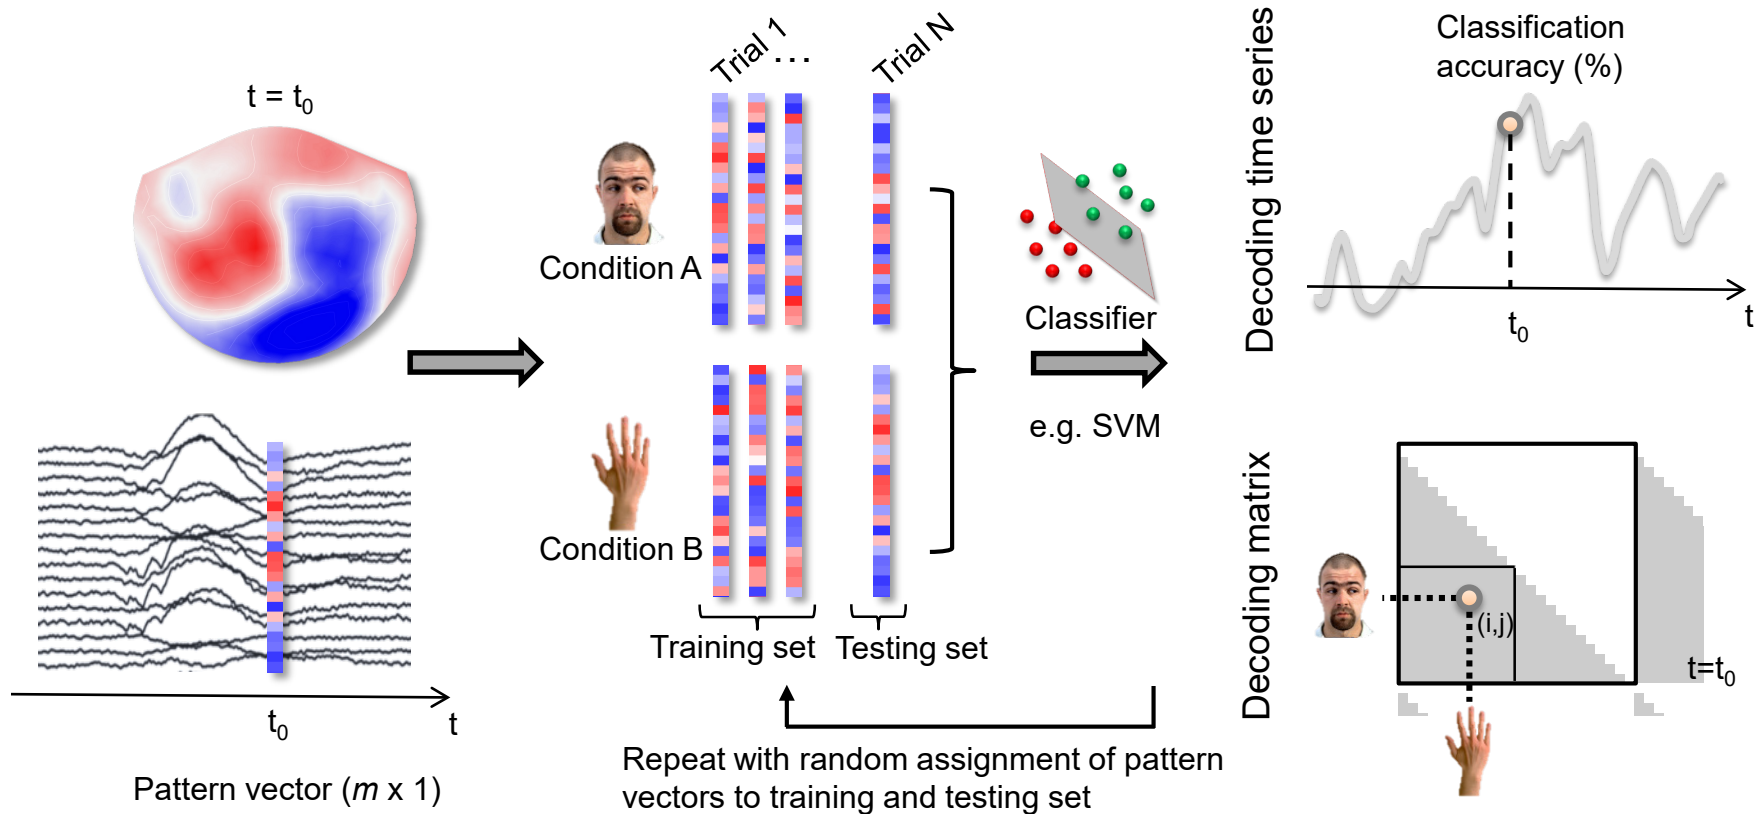 t = t0
t0
t
Pattern vector (m x 1)
Trial 1
...
Trial N
Condition A
Condition B
Training set
Testing set
Repeat with random assignment of pattern
vectors to training and testing set
Classifier
e.g. SVM
Decoding time series
Classification
accuracy (%)
t0
t
Decoding matrix
(i,j)
t=t0